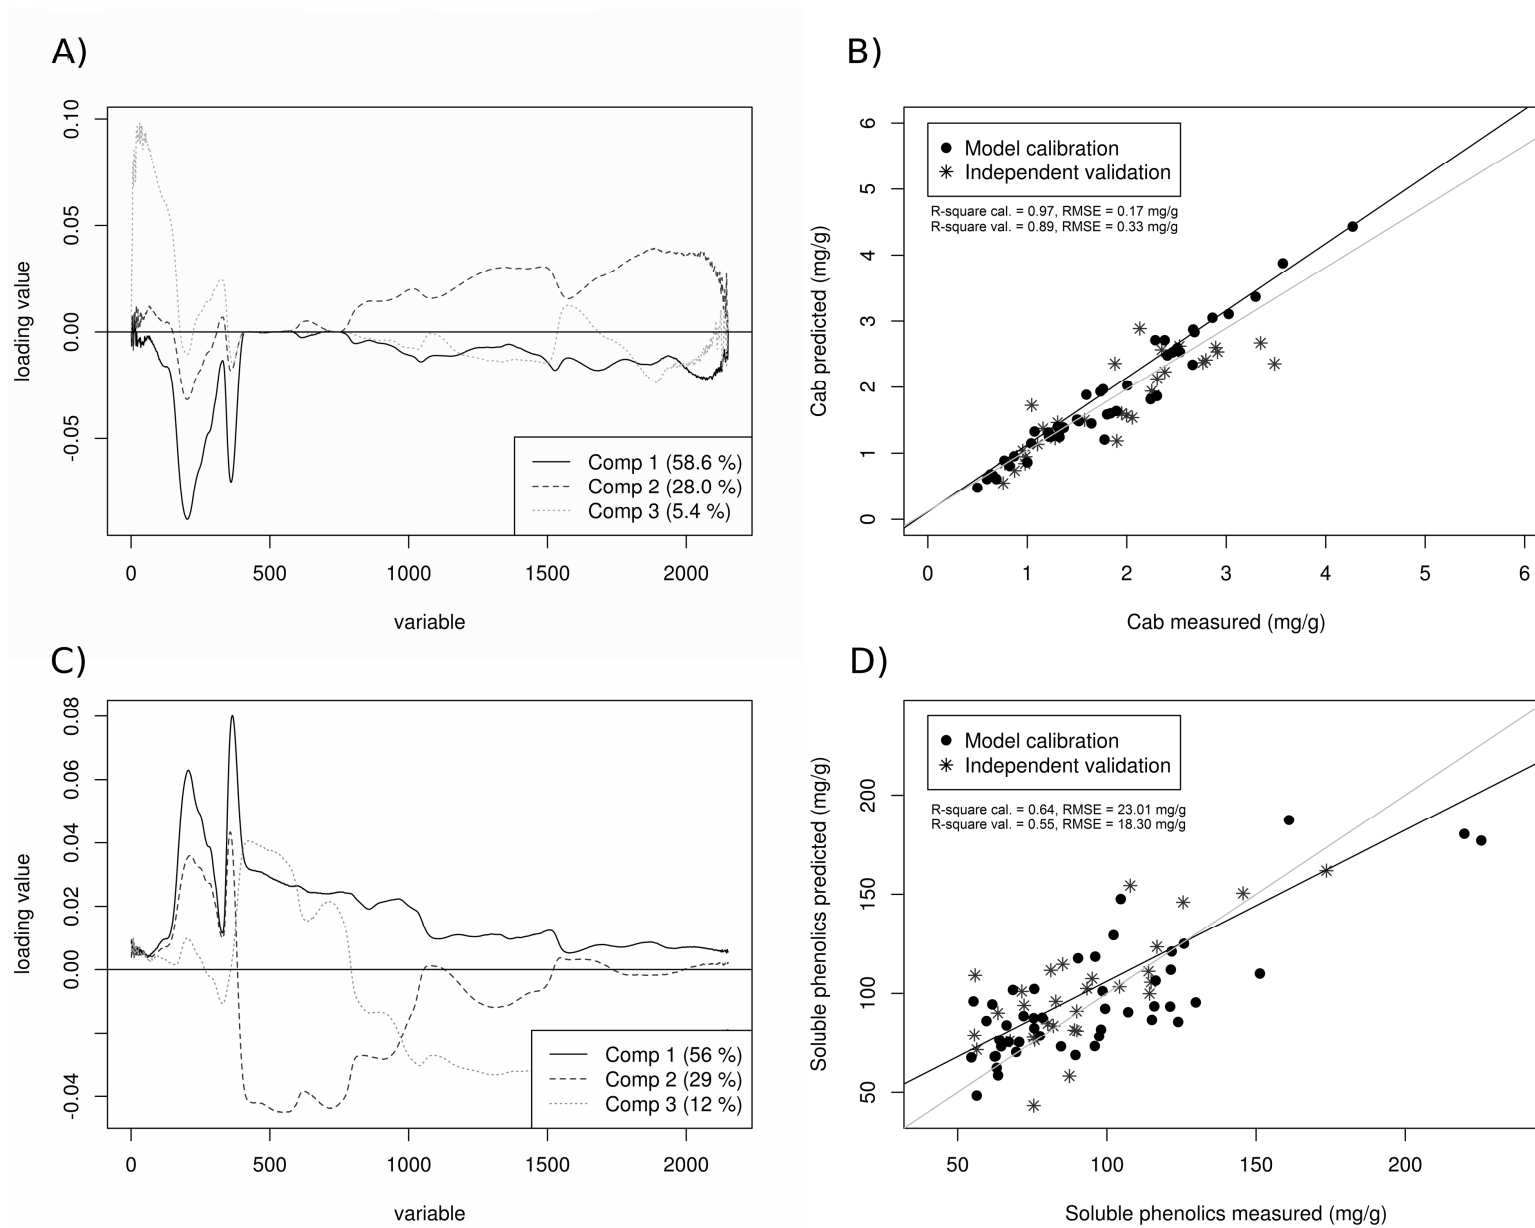 A)
0.10
0.05
0.00
-0.05
loading value
0
500
1000
1500
2000
variable
Comp 1 (58.6 %)
Comp 2 (28.0 %)
Comp 3 (5.4 %)
B)
6
5
4
3
2
1
0
Cab predicted (mg/g)
Model calibration
Independent validation
R-square cal. = 0.97, RMSE = 0.17 mg/g
R-square val. = 0.89, RMSE = 0.33 mg/g
0
1
2
3
4
5
6
Cab measured (mg/g)
C)
0.08
0.06
0.04
0.02
0.00
-0.04
loading value
Comp 1 (56 %)
Comp 2 (29 %)
Comp 3 (12 %)
0
500
1000
1500
2000
variable
D)
200
150
100
50
Soluble phenolics predicted (mg/g)
Model calibration
Independent validation
R-square cal. = 0.64, RMSE = 23.01 mg/g
R-square val. = 0.55, RMSE = 18.30 mg/g
50
100
150
200
Soluble phenolics measured (mg/g)